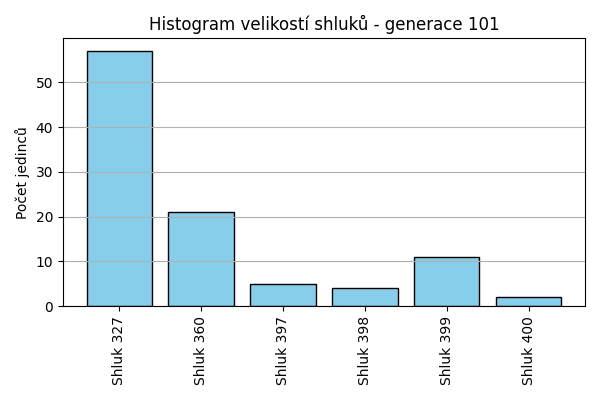 Histogram velikostí shluků - generace 101
Počet jedinců
50
40
30
20
10
0
Shluk 327
Shluk 360
Shluk 397
Shluk 398
Shluk 399
Shluk 400